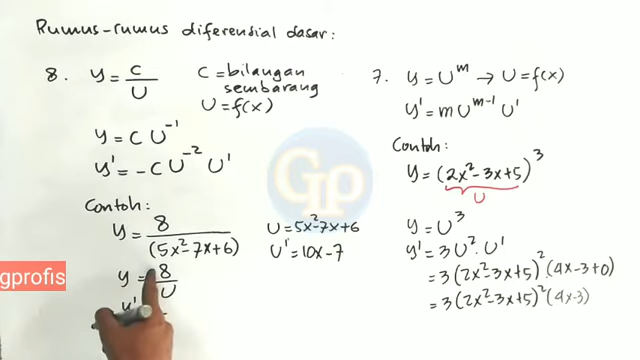 Rumus-rumus diferensial dasar:
8. y = C/U
C = bilangan sembarang
U = f(x)
y = C U⁻¹
y' = -C U⁻² U'
Contoh:
y = 8/(5x²-7x+6)
U = 5x²-7x+6
U' = 10x-7
y = 8/U
y'
7. y = Uᵐ → U = f(x)
y' = m Uᵐ⁻¹ U'
Contoh:
y = (2x²-3x+5)³
U
y = U³
y' = 3U². U'
= 3(2x²-3x+5)².(4x-3+0)
= 3(2x²-3x+5)²(4x-3)
Gp
gprofis